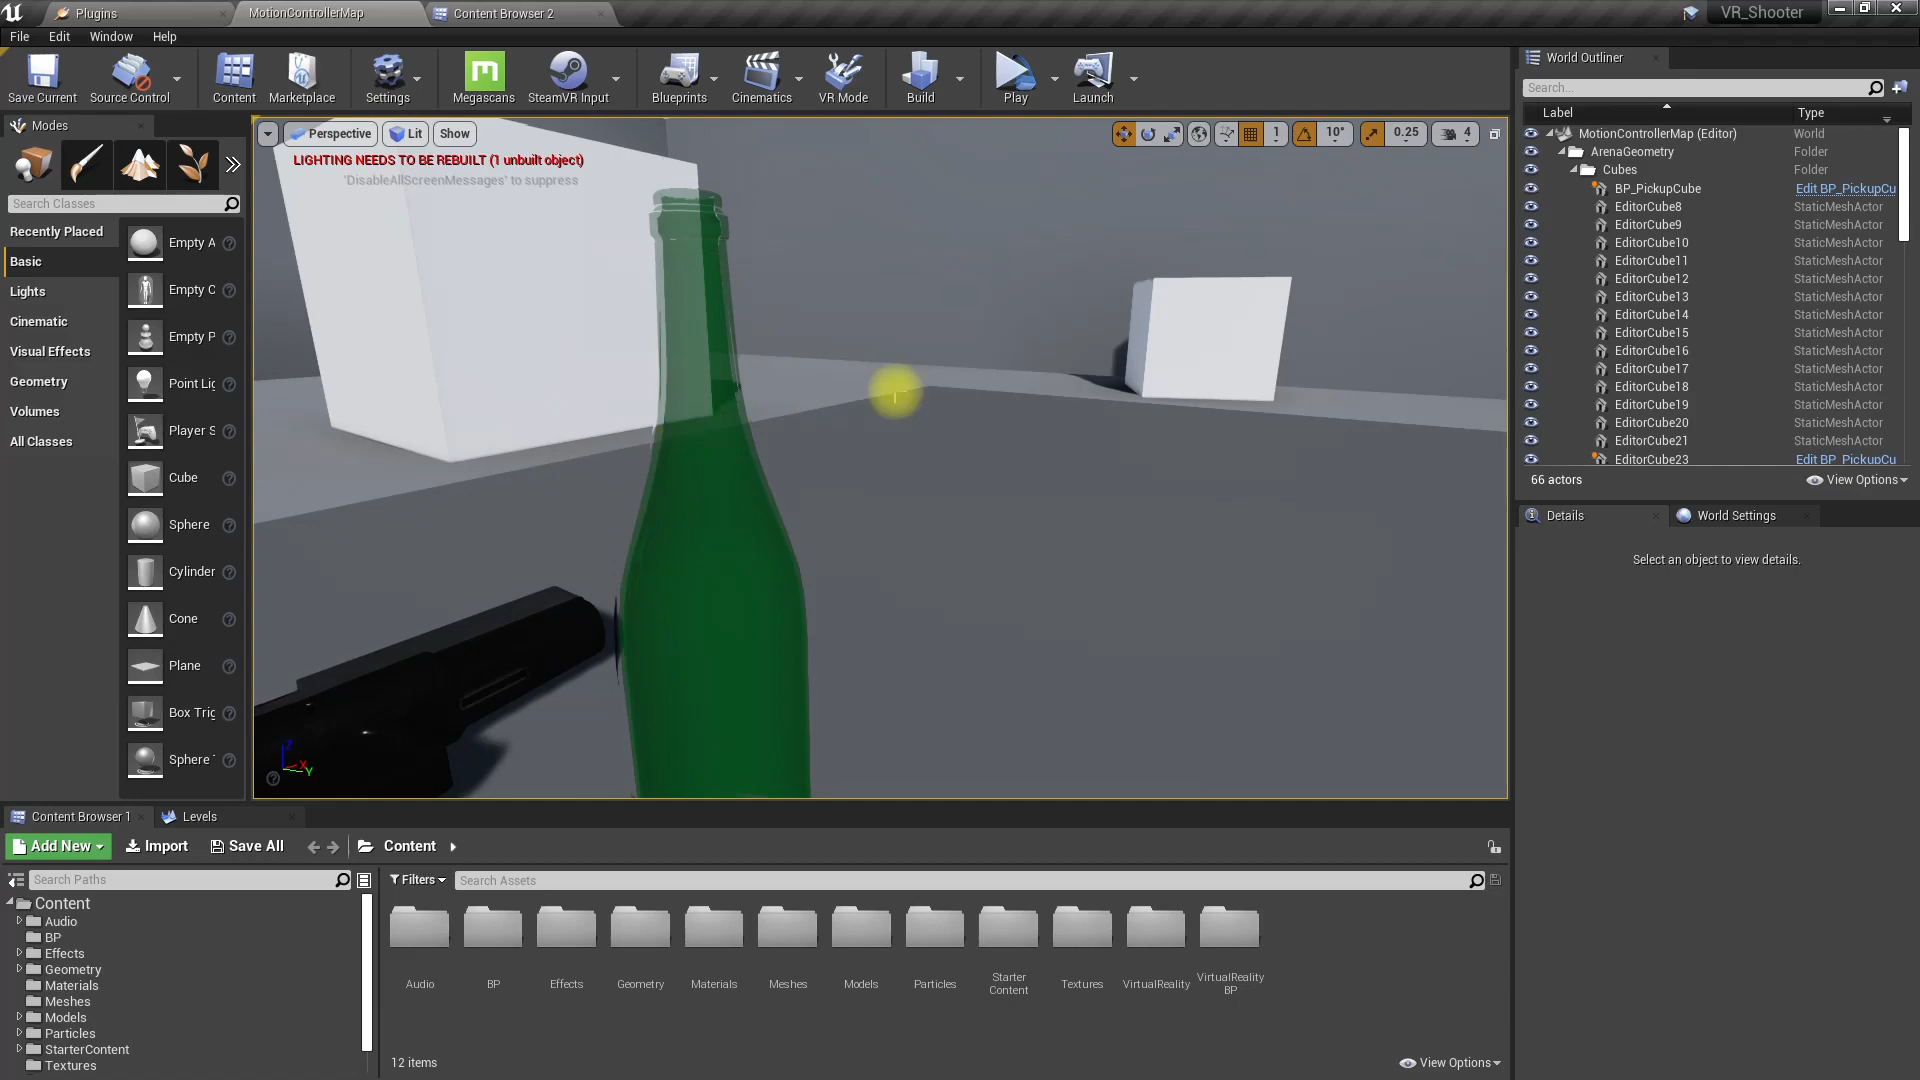 Plugins
MotionControllerMap
Content Browser 2
VR_Shooter
File Edit Window Help
Save Current
Source Control
Content
Marketplace
Settings
Megascans
SteamVR Input
Blueprints
Cinematics
VR Mode
Build
Play
Launch
Modes
Search Classes
Recently Placed
Basic
Lights
Cinematic
Visual Effects
Geometry
Volumes
All Classes
Empty A
Empty C
Empty P
Point Lig
Player S
Cube
Sphere
Cylinder
Cone
Plane
Box Trig
Sphere
Perspective
Lit
Show
1
10°
0.25
4
LIGHTING NEEDS TO BE REBUILT (1 unbuilt object)
'DisableAllScreenMessages' to suppress
Z
X
Y
World Outliner
Search...
Label Type
MotionControllerMap (Editor) World
ArenaGeometry Folder
Cubes Folder
BP_PickupCube Edit BP_PickupCu
EditorCube8 StaticMeshActor
EditorCube9 StaticMeshActor
EditorCube10 StaticMeshActor
EditorCube11 StaticMeshActor
EditorCube12 StaticMeshActor
EditorCube13 StaticMeshActor
EditorCube14 StaticMeshActor
EditorCube15 StaticMeshActor
EditorCube16 StaticMeshActor
EditorCube17 StaticMeshActor
EditorCube18 StaticMeshActor
EditorCube19 StaticMeshActor
EditorCube20 StaticMeshActor
EditorCube21 StaticMeshActor
EditorCube23 Edit BP_PickupCu
66 actors
View Options
Details
World Settings
Select an object to view details.
Content Browser 1
Levels
Add New
Import
Save All
Content
Search Paths
Content
Audio
BP
Effects
Geometry
Materials
Meshes
Models
Particles
StarterContent
Textures
Filters
Search Assets
Audio
BP
Effects
Geometry
Materials
Meshes
Models
Particles
Starter
Content
Textures
VirtualReality
VirtualReality
BP
12 items
View Options